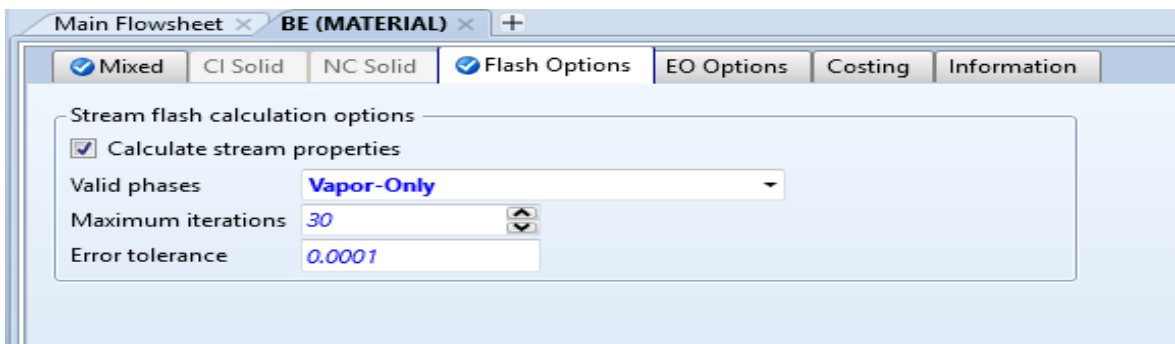 Main Flowsheet × BE (MATERIAL) × +
Mixed CI Solid NC Solid Flash Options EO Options Costing Information
Stream flash calculation options
Calculate stream properties
Valid phases Vapor-Only
Maximum iterations 30
Error tolerance 0.0001